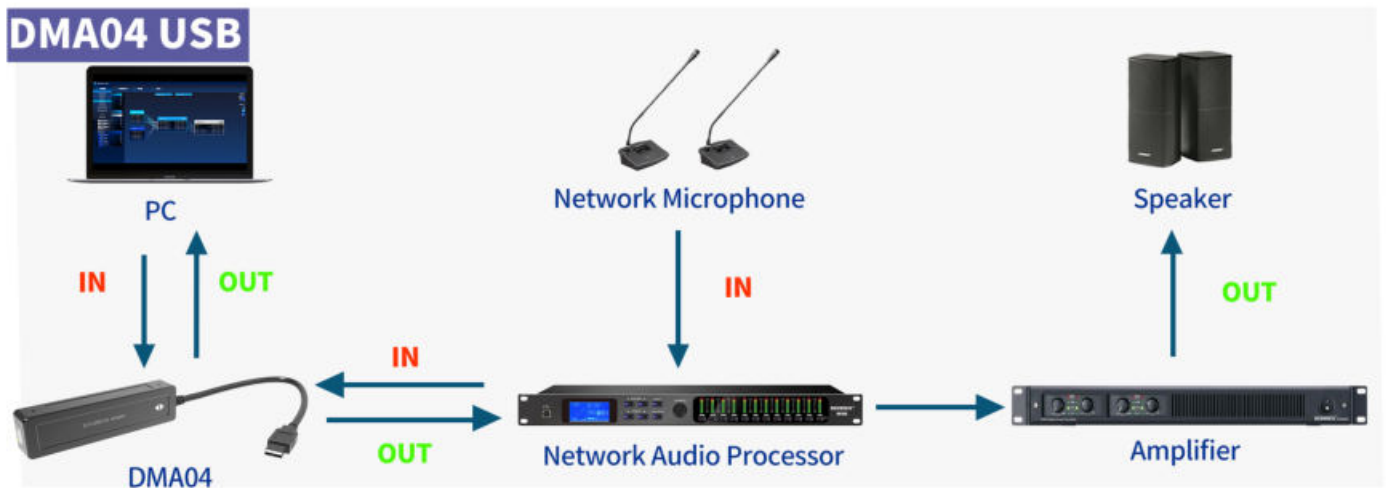 DMA04 USB
PC
Network Microphone
Speaker
IN
OUT
IN
OUT
IN
OUT
DMA04
Network Audio Processor
Amplifier